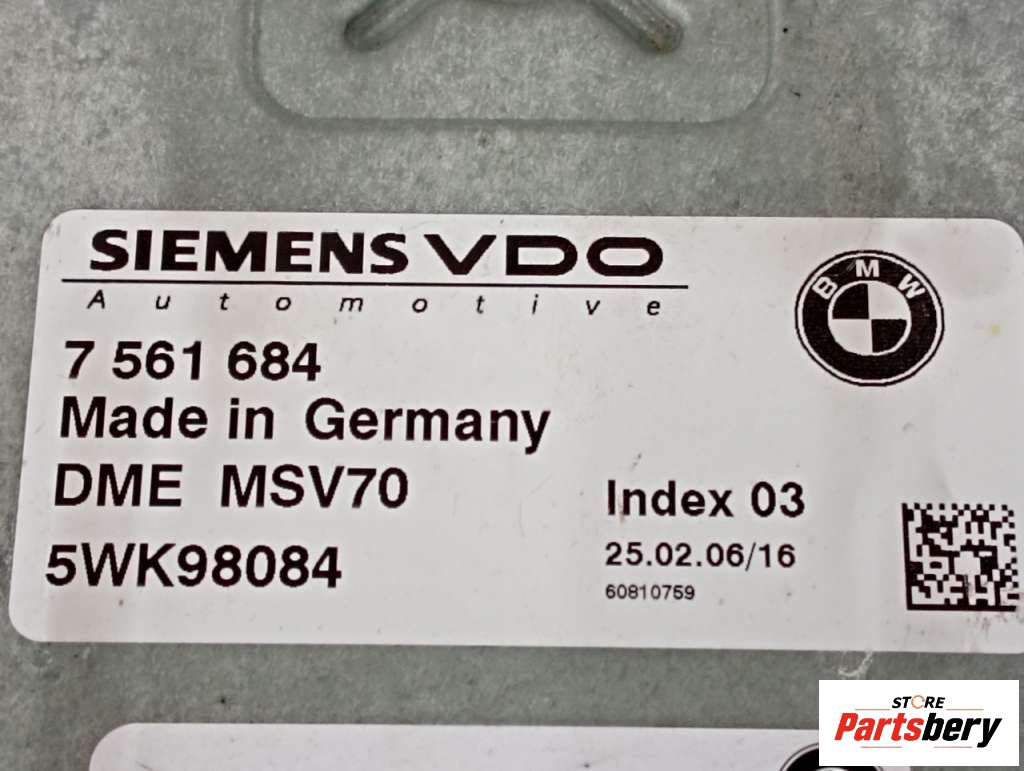 SIEMENS VDO
Automotive
BMW
7 561 684
Made in Germany
DME MSV70
Index 03
5WK98084
25.02.06/16
60810759
STORE
Partsbery